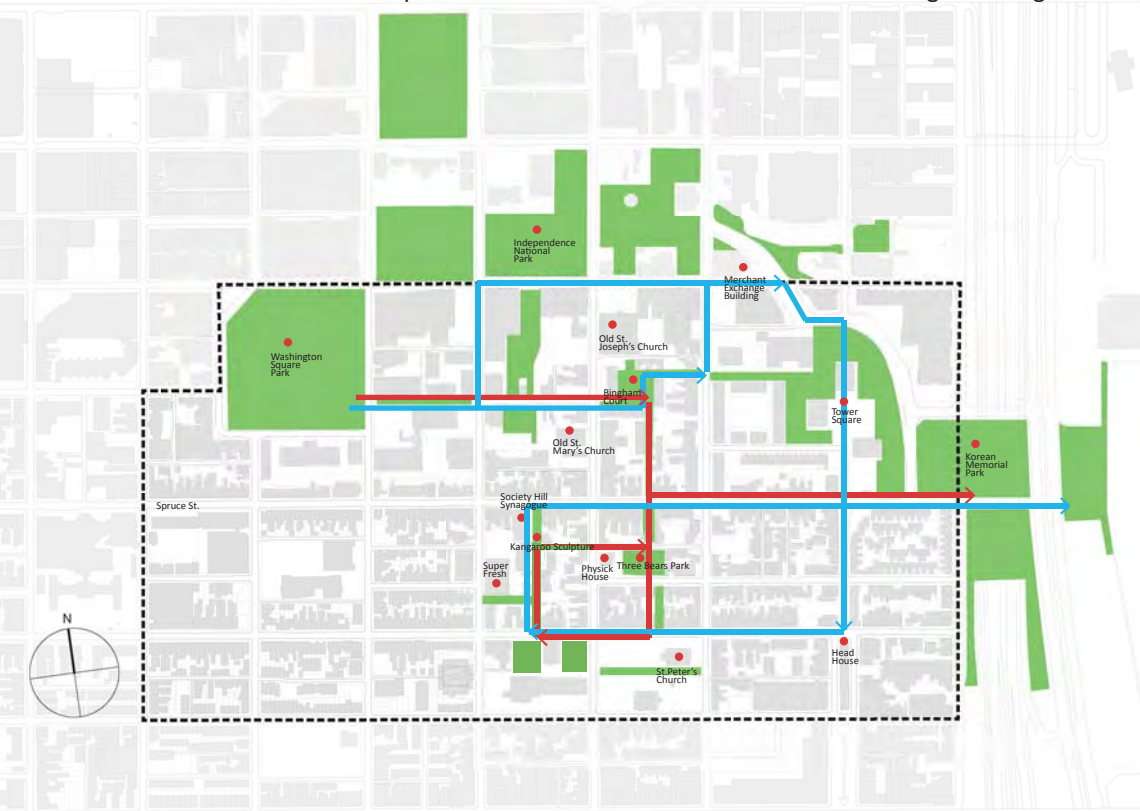 Independence
National
Park
Merchant
Exchange
Building
Old St.
Joseph's Church
Washington
Square
Park
Bingham
Court
Tower
Square
Old St.
Mary's Church
Korean
Memorial
Park
Society Hill
Synagogue
Spruce St.
Kangaroo Sculpture
Super
Fresh
Physick
House
Three Bears Park
N
Head
House
St.Peter's
Church